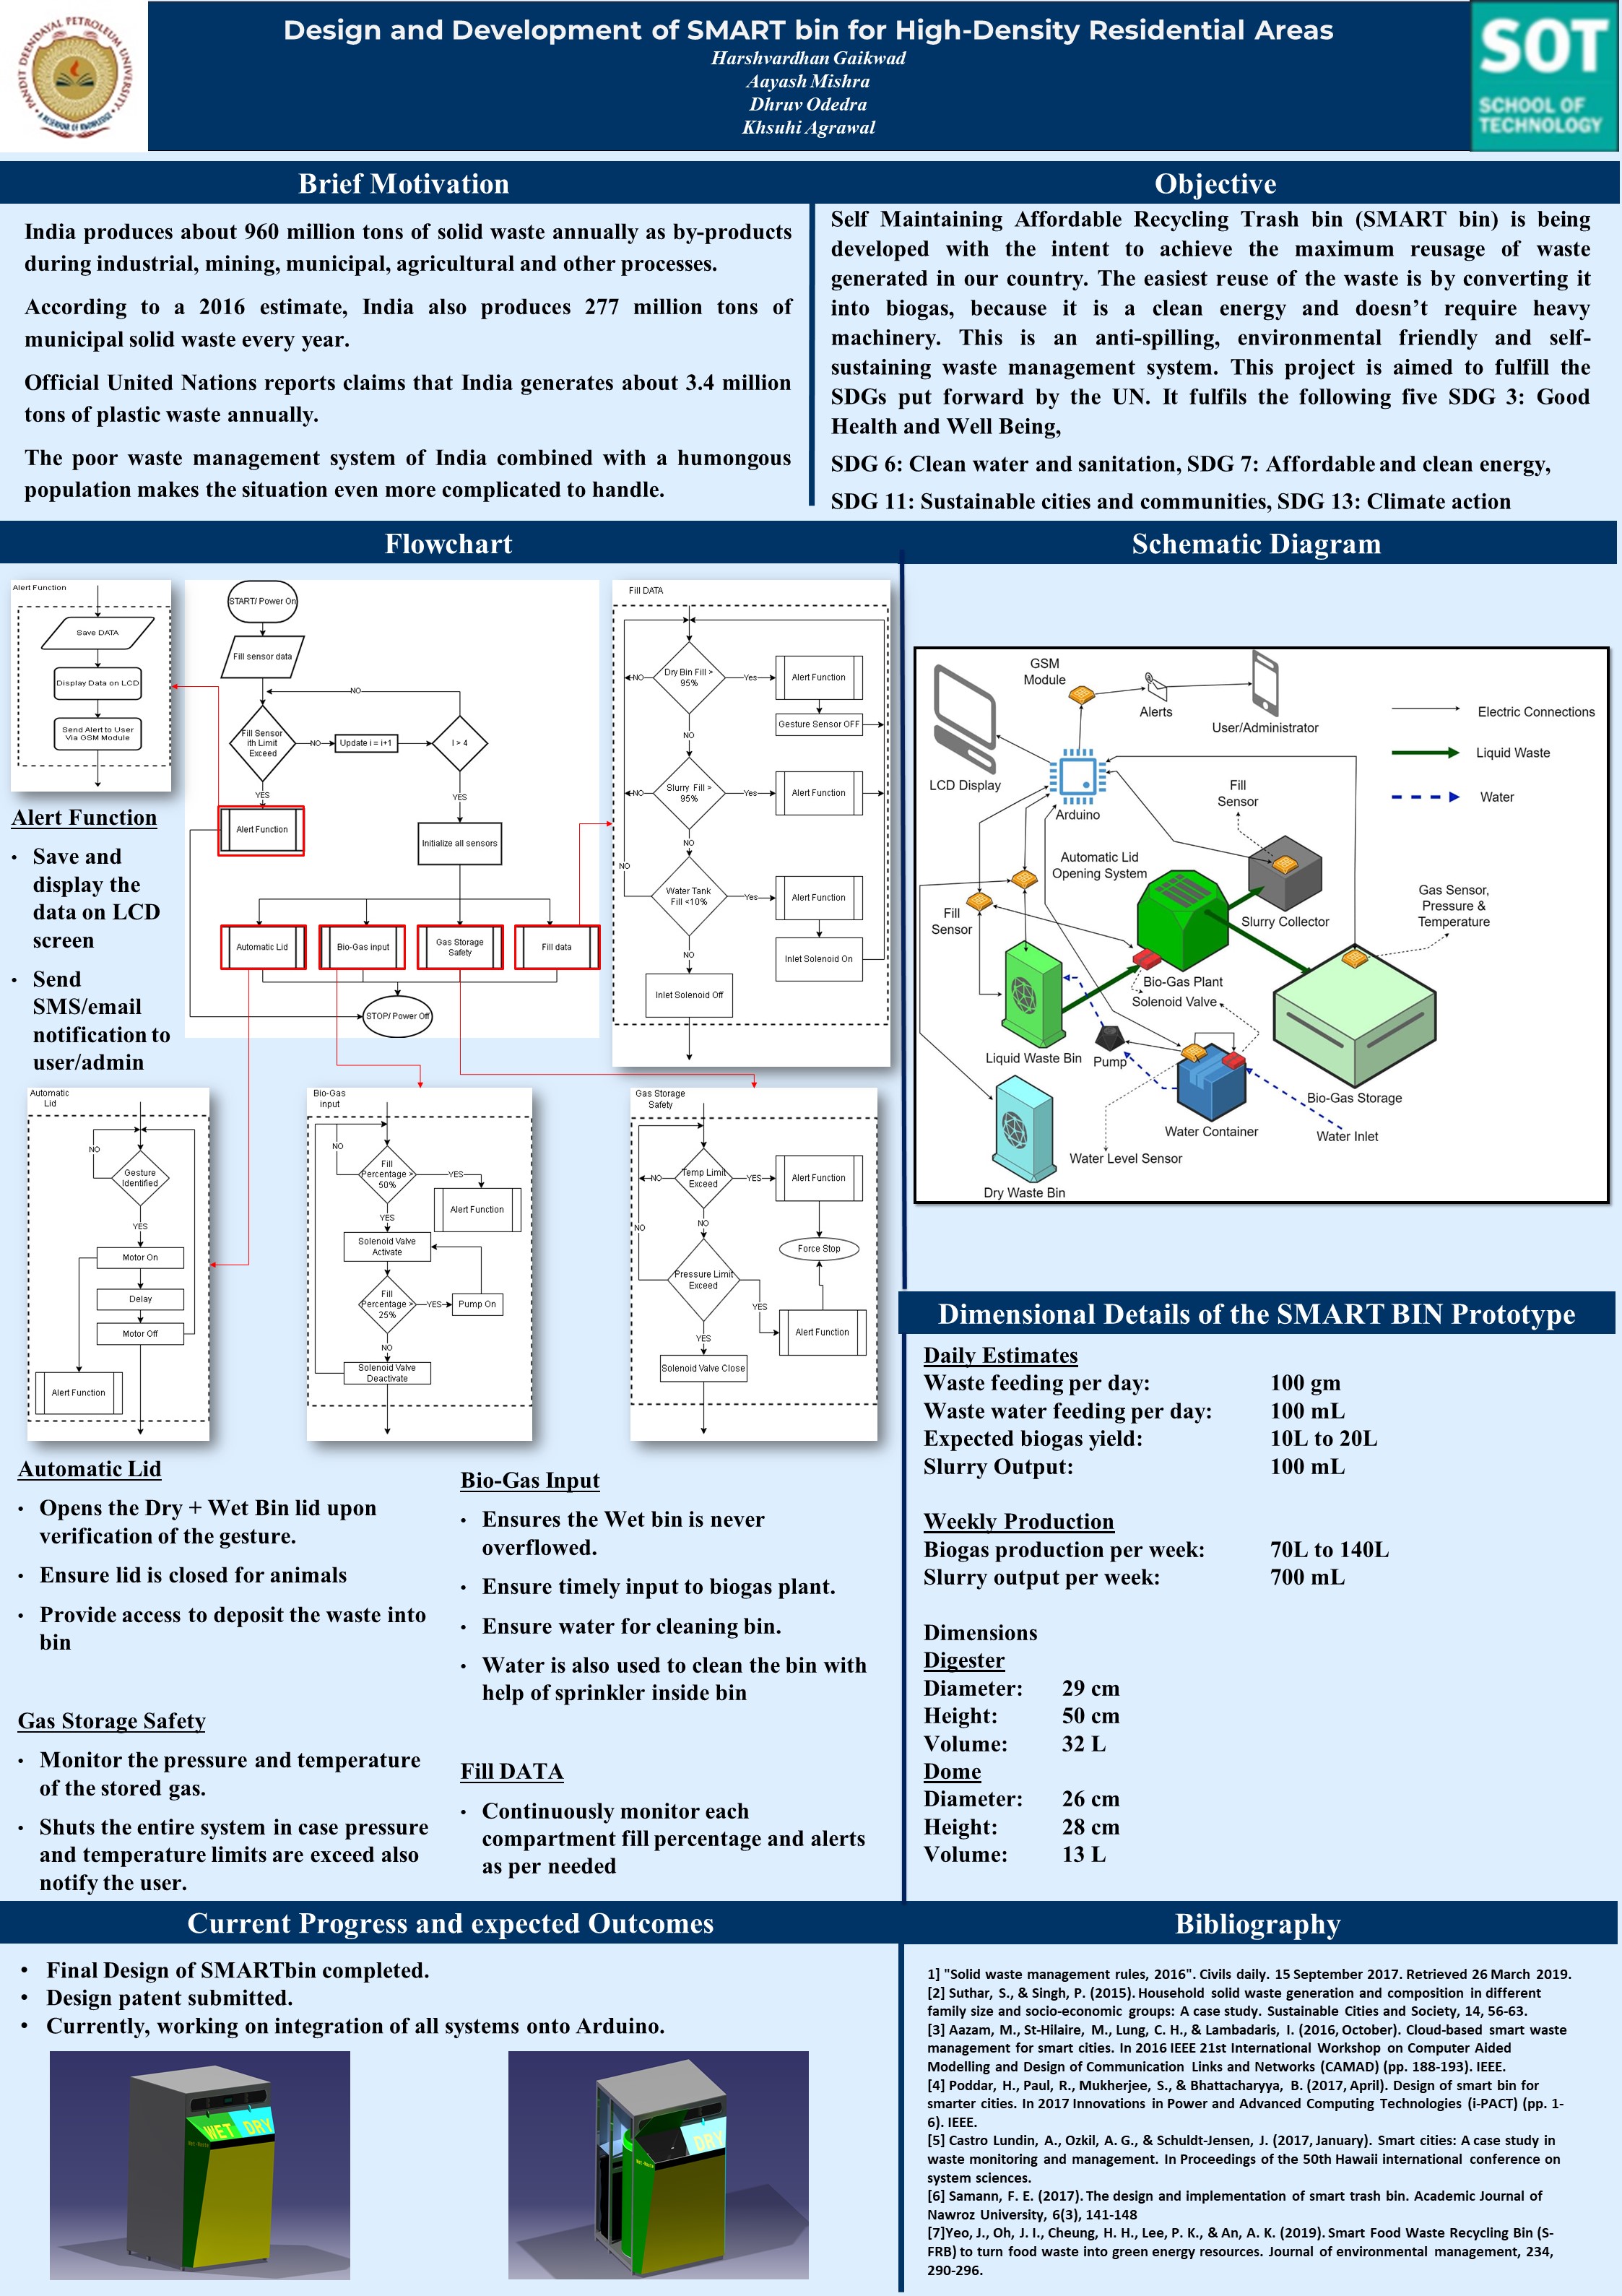 PANDIT DEENDAYAL PETROLEUM UNIVERSITY
Design and Development of SMART bin for High-Density Residential Areas
Harshvardhan Gaikwad
Aayash Mishra
Dhruv Odedra
Khsuhi Agrawal
SOT
SCHOOL OF
TECHNOLOGY
Brief Motivation
India produces about 960 million tons of solid waste annually as by-products
during industrial, mining, municipal, agricultural and other processes.
According to a 2016 estimate, India also produces 277 million tons of
municipal solid waste every year.
Official United Nations reports claims that India generates about 3.4 million
tons of plastic waste annually.
The poor waste management system of India combined with a humongous
population makes the situation even more complicated to handle.
Objective
Self Maintaining Affordable Recycling Trash bin (SMART bin) is being
developed with the intent to achieve the maximum reusage of waste
generated in our country. The easiest reuse of the waste is by converting it
into biogas, because it is a clean energy and doesn't require heavy
machinery. This is an anti-spilling, environmental friendly and self-
sustaining waste management system. This project is aimed to fulfill the
SDGs put forward by the UN. It fulfils the following five SDG 3: Good
Health and Well Being,
SDG 6: Clean water and sanitation, SDG 7: Affordable and clean energy,
SDG 11: Sustainable cities and communities, SDG 13: Climate action
Flowchart
Alert Function
Save DATA
Display Data on LCD
Send Alert to User
Via GSM Module
START/ Power On
Fill sensor data
NO
Fill Sensor
ith Limit
Exceed
NO
Update i = i+1
I > 4
YES
YES
Alert Function
Initialize all sensors
Automatic Lid
Bio-Gas input
Gas Storage
Safety
Fill data
STOP/ Power Off
Fill DATA
Dry Bin Fill >
95%
NO
Yes
Alert Function
Gesture Sensor OFF
NO
Slurry Fill >
95%
NO
Yes
Alert Function
NO
NO
Water Tank
Fill <10%
Yes
Alert Function
Inlet Solenoid On
NO
Inlet Solenoid Off
Alert Function
• Save and
display the
data on LCD
screen
• Send
SMS/email
notification to
user/admin
Automatic
Lid
NO
Gesture
Identified
YES
Motor On
Delay
Motor Off
Alert Function
Bio-Gas
input
NO
Fill
Percentage >
50%
YES
Alert Function
YES
Solenoid Valve
Activate
Fill
Percentage >
25%
YES
Pump On
NO
Solenoid Valve
Deactivate
Gas Storage
Safety
Temp Limit
Exceed
NO
YES
Alert Function
NO
NO
Force Stop
Pressure Limit
Exceed
YES
Alert Function
YES
Solenoid Valve Close
Automatic Lid
• Opens the Dry + Wet Bin lid upon
verification of the gesture.
• Ensure lid is closed for animals
• Provide access to deposit the waste into
bin
Gas Storage Safety
• Monitor the pressure and temperature
of the stored gas.
• Shuts the entire system in case pressure
and temperature limits are exceed also
notify the user.
Bio-Gas Input
• Ensures the Wet bin is never
overflowed.
• Ensure timely input to biogas plant.
• Ensure water for cleaning bin.
• Water is also used to clean the bin with
help of sprinkler inside bin
Fill DATA
• Continuously monitor each
compartment fill percentage and alerts
as per needed
Schematic Diagram
GSM
Module
Alerts
User/Administrator
LCD Display
Arduino
Electric Connections
Liquid Waste
Water
Fill
Sensor
Automatic Lid
Opening System
Fill
Sensor
Slurry Collector
Gas Sensor,
Pressure &
Temperature
Bio-Gas Plant
Solenoid Valve
Liquid Waste Bin
Pump
Bio-Gas Storage
Water Container
Water Inlet
Water Level Sensor
Dry Waste Bin
Dimensional Details of the SMART BIN Prototype
Daily Estimates
Waste feeding per day: 100 gm
Waste water feeding per day: 100 mL
Expected biogas yield: 10L to 20L
Slurry Output: 100 mL
Weekly Production
Biogas production per week: 70L to 140L
Slurry output per week: 700 mL
Dimensions
Digester
Diameter: 29 cm
Height: 50 cm
Volume: 32 L
Dome
Diameter: 26 cm
Height: 28 cm
Volume: 13 L
Current Progress and expected Outcomes
• Final Design of SMARTbin completed.
• Design patent submitted.
• Currently, working on integration of all systems onto Arduino.
WET DRY
DRY
Bibliography
1] "Solid waste management rules, 2016". Civils daily. 15 September 2017. Retrieved 26 March 2019.
[2] Suthar, S., & Singh, P. (2015). Household solid waste generation and composition in different
family size and socio-economic groups: A case study. Sustainable Cities and Society, 14, 56-63.
[3] Aazam, M., St-Hilaire, M., Lung, C. H., & Lambadaris, I. (2016, October). Cloud-based smart waste
management for smart cities. In 2016 IEEE 21st International Workshop on Computer Aided
Modelling and Design of Communication Links and Networks (CAMAD) (pp. 188-193). IEEE.
[4] Poddar, H., Paul, R., Mukherjee, S., & Bhattacharyya, B. (2017, April). Design of smart bin for
smarter cities. In 2017 Innovations in Power and Advanced Computing Technologies (i-PACT) (pp. 1-
6). IEEE.
[5] Castro Lundin, A., Ozkil, A. G., & Schuldt-Jensen, J. (2017, January). Smart cities: A case study in
waste monitoring and management. In Proceedings of the 50th Hawaii international conference on
system sciences.
[6] Samann, F. E. (2017). The design and implementation of smart trash bin. Academic Journal of
Nawroz University, 6(3), 141-148
[7]Yeo, J., Oh, J. I., Cheung, H. H., Lee, P. K., & An, A. K. (2019). Smart Food Waste Recycling Bin (S-
FRB) to turn food waste into green energy resources. Journal of environmental management, 234,
290-296.